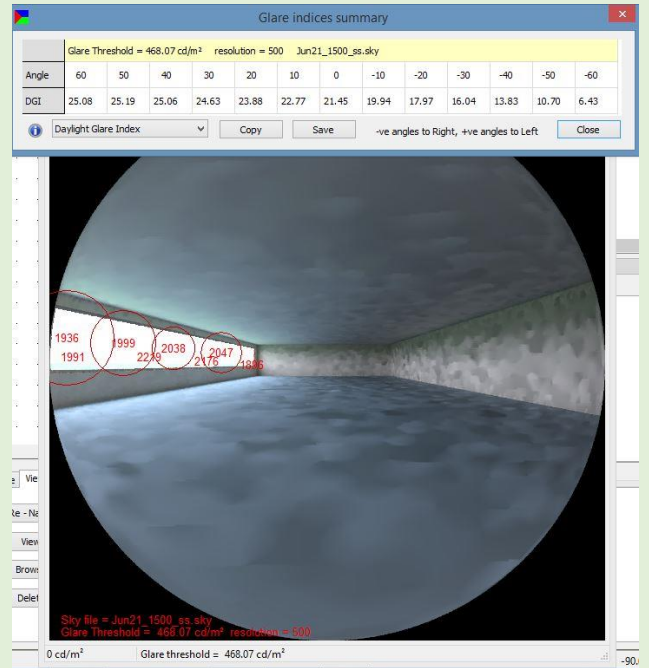 Glare indices summary
Glare Threshold = 468.07 cd/m² resolution = 500 Jun21_1500_ss.sky
Angle 60 50 40 30 20 10 0 -10 -20 -30 -40 -50 -60
DGI 25.08 25.19 25.06 24.63 23.88 22.77 21.45 19.94 17.97 16.04 13.83 10.70 6.43
Daylight Glare Index Copy Save -ve angles to Right, +ve angles to Left Close
1936 1999 2038 2047
1991 2219 2176 1886
Vie
Re - Na
View
Brows
Delet
Sky file = Jun21_1500_ss.sky
Glare Threshold = 468.07 cd/m² resolution = 500
0 cd/m² Glare threshold = 468.07 cd/m²